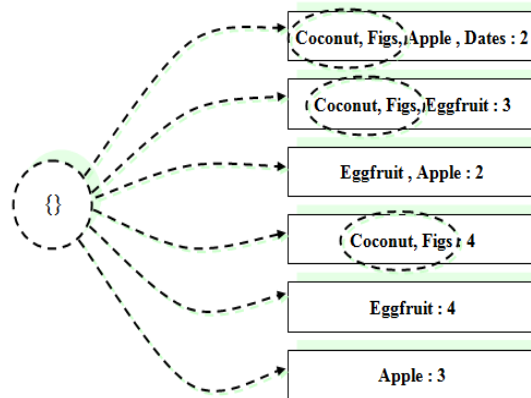 Coconut, Figs, Apple , Dates : 2
Coconut, Figs, Eggfruit : 3
{}
Eggfruit , Apple : 2
Coconut, Figs : 4
Eggfruit : 4
Apple : 3